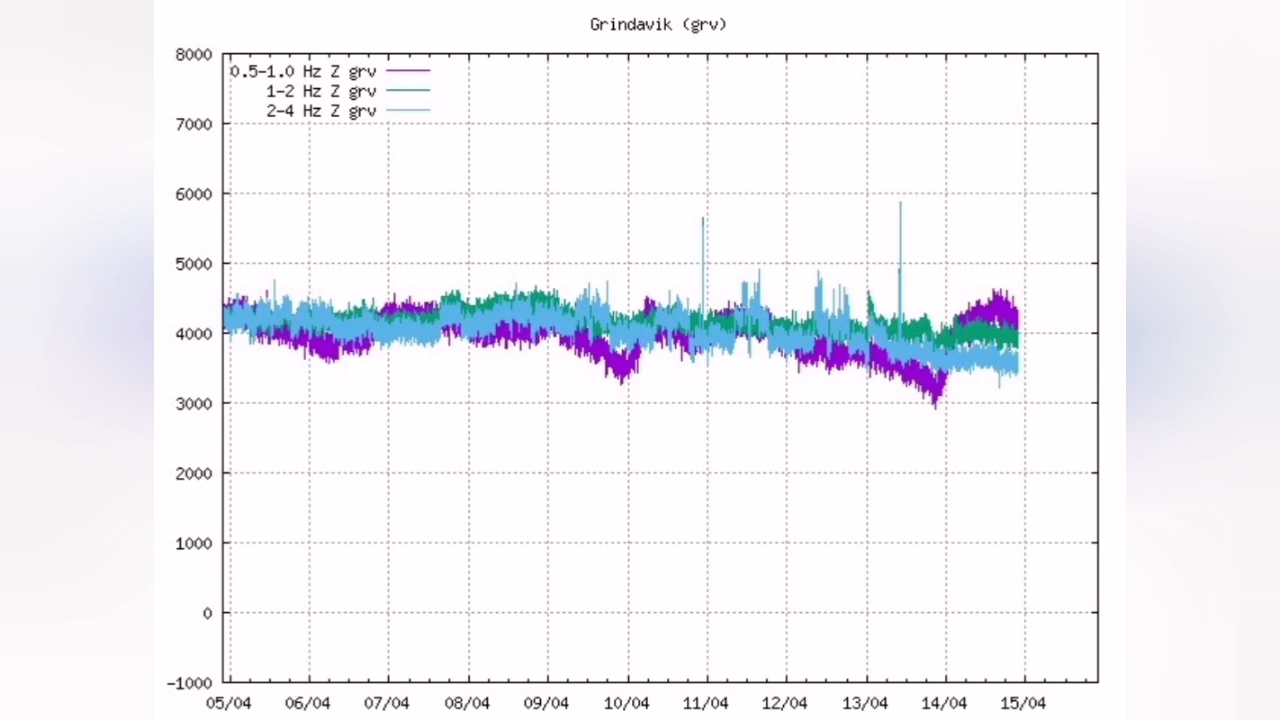 Grindavik (grv)
8000
0.5-1.0 Hz Z grv
1-2 Hz Z grv
2-4 Hz Z grv
7000
6000
5000
4000
3000
2000
1000
0
-1000
05/04 06/04 07/04 08/04 09/04 10/04 11/04 12/04 13/04 14/04 15/04